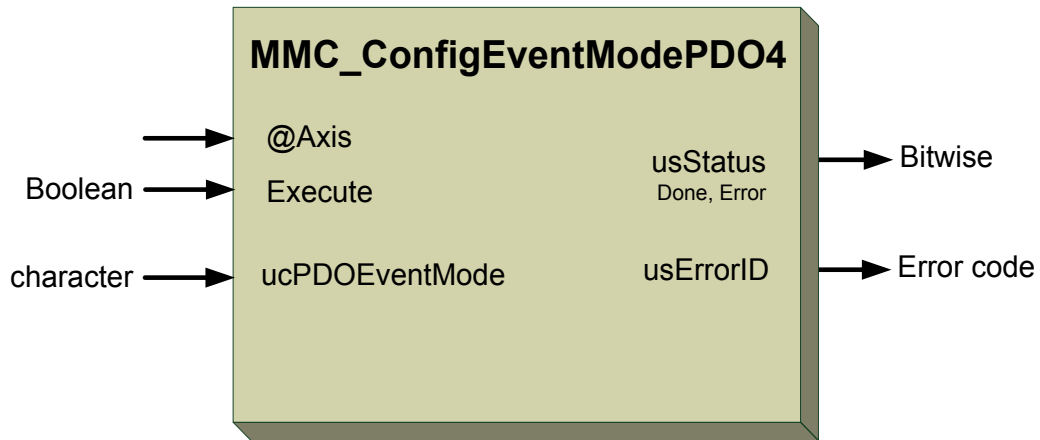 MMC_ConfigEventModePDO4
@Axis
Boolean
Execute
character
ucPDOEventMode
usStatus
Done, Error
Bitwise
usErrorID
Error code